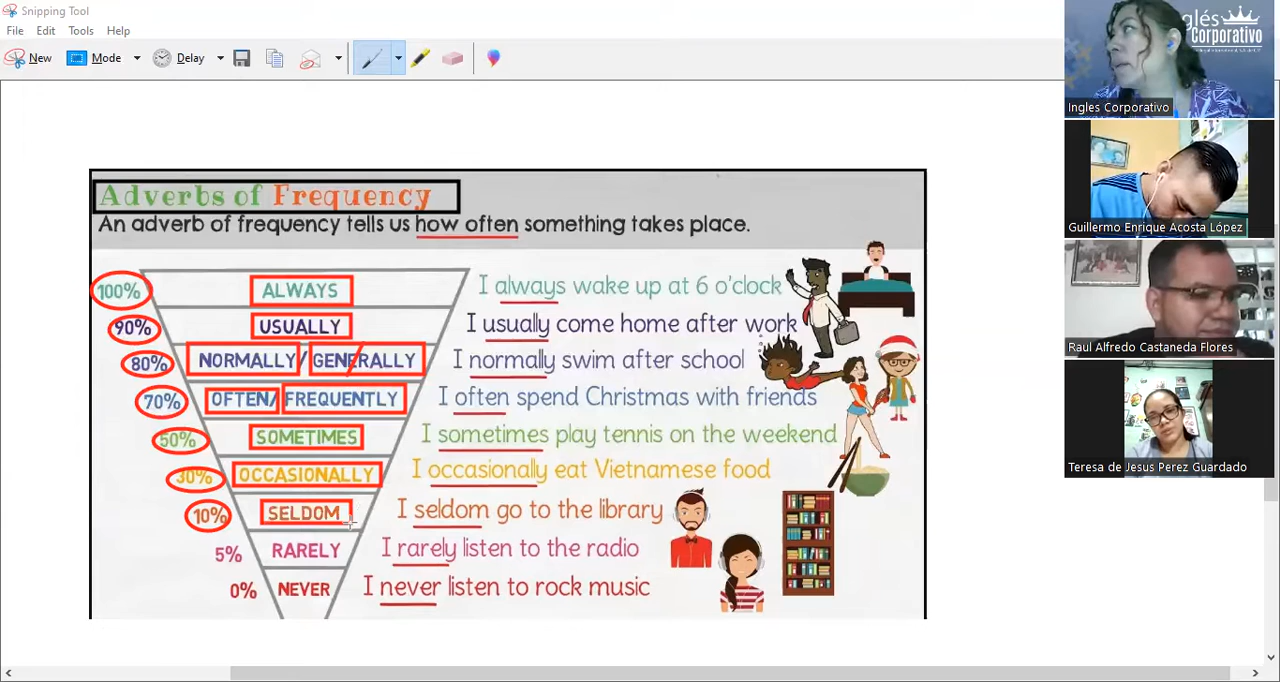 Snipping Tool
File Edit Tools Help
New Mode Delay
Inglés
Corporativo
Ingles Corporativo
Guillermo Enrique Acosta López
Raul Alfredo Castaneda Flores
Teresa de Jesus Perez Guardado
Adverbs of Frequency
An adverb of frequency tells us how often something takes place.
100% ALWAYS I always wake up at 6 o'clock
90% USUALLY I usually come home after work
80% NORMALLY/GENERALLY I normally swim after school
70% OFTEN/FREQUENTLY I often spend Christmas with friends
50% SOMETIMES I sometimes play tennis on the weekend
30% OCCASIONALLY I occasionally eat Vietnamese food
10% SELDOM I seldom go to the library
5% RARELY I rarely listen to the radio
0% NEVER I never listen to rock music